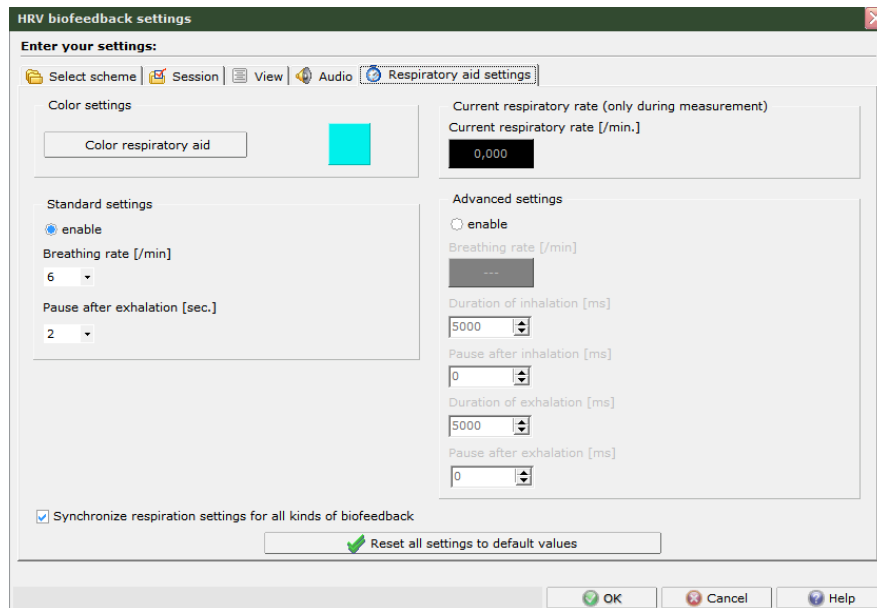 HRV biofeedback settings
Enter your settings:
Select scheme Session View Audio Respiratory aid settings
Color settings
Color respiratory aid
Current respiratory rate (only during measurement)
Current respiratory rate [/min.]
0,000
Standard settings
enable
Breathing rate [/min]
6
Pause after exhalation [sec.]
2
Advanced settings
enable
Breathing rate [/min]
---
Duration of inhalation [ms]
5000
Pause after inhalation [ms]
0
Duration of exhalation [ms]
5000
Pause after exhalation [ms]
0
Synchronize respiration settings for all kinds of biofeedback
Reset all settings to default values
OK Cancel Help